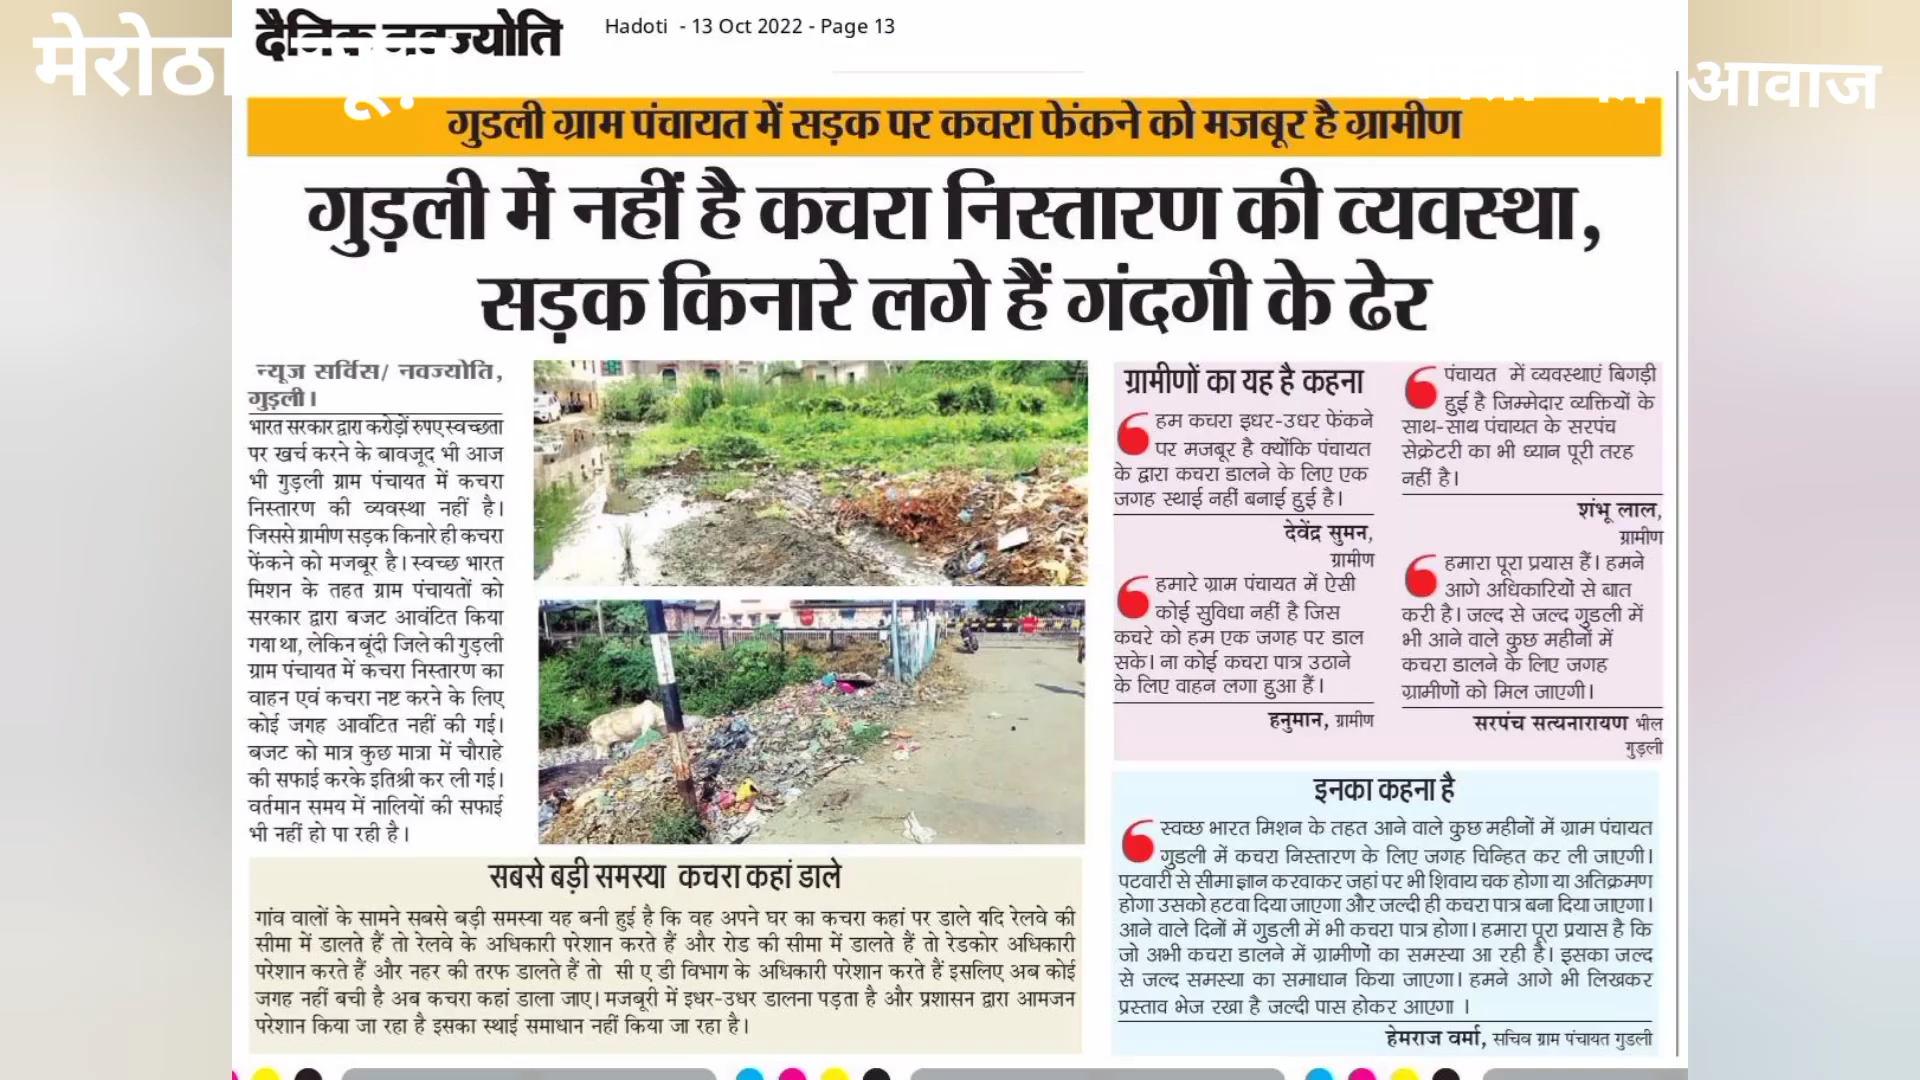 मेरोठा
दैनिक नवज्योति
Hadoti - 13 Oct 2022 - Page 13
आवाज
गुडली ग्राम पंचायत में सड़क पर कचरा फेंकने को मजबूर है ग्रामीण
गुड़ली में नहीं है कचरा निस्तारण की व्यवस्था,
सड़क किनारे लगे हैं गंदगी के ढेर
न्यूज सर्विस/ नवज्योति,
गुड़ली।
भारत सरकार द्वारा करोड़ों रुपए स्वच्छता
पर खर्च करने के बावजूद भी आज
भी गुड़ली ग्राम पंचायत में कचरा
निस्तारण की व्यवस्था नहीं है।
जिससे ग्रामीण सड़क किनारे ही कचरा
फेंकने को मजबूर है। स्वच्छ भारत
मिशन के तहत ग्राम पंचायतों को
सरकार द्वारा बजट आवंटित किया
गया था, लेकिन बूंदी जिले की गुड़ली
ग्राम पंचायत में कचरा निस्तारण का
वाहन एवं कचरा नष्ट करने के लिए
कोई जगह आवंटित नहीं की गई।
बजट को मात्र कुछ मात्रा में चौराहे
की सफाई करके इतिश्री कर ली गई।
वर्तमान समय में नालियों की सफाई
भी नहीं हो पा रही है।
सबसे बड़ी समस्या कचरा कहां डाले
गांव वालों के सामने सबसे बड़ी समस्या यह बनी हुई है कि वह अपने घर का कचरा कहां पर डाले यदि रेलवे की
सीमा में डालते हैं तो रेलवे के अधिकारी परेशान करते हैं और रोड की सीमा में डालते हैं तो रेडकोर अधिकारी
परेशान करते हैं और नहर की तरफ डालते हैं तो सी ए डी विभाग के अधिकारी परेशान करते हैं इसलिए अब कोई
जगह नहीं बची है अब कचरा कहां डाला जाए। मजबूरी में इधर-उधर डालना पड़ता है और प्रशासन द्वारा आमजन
परेशान किया जा रहा है इसका स्थाई समाधान नहीं किया जा रहा है।
ग्रामीणों का यह है कहना
हम कचरा इधर-उधर फेंकने
पर मजबूर है क्योंकि पंचायत
के द्वारा कचरा डालने के लिए एक
जगह स्थाई नहीं बनाई हुई है।
देवेंद्र सुमन,
ग्रामीण
हमारे ग्राम पंचायत में ऐसी
कोई सुविधा नहीं है जिस
कचरे को हम एक जगह पर डाल
सके। ना कोई कचरा पात्र उठाने
के लिए वाहन लगा हुआ हैं।
हनुमान, ग्रामीण
पंचायत में व्यवस्थाएं बिगड़ी
हुई है जिम्मेदार व्यक्तियों के
साथ-साथ पंचायत के सरपंच
सेक्रेटरी का भी ध्यान पूरी तरह
नहीं है।
शंभू लाल,
ग्रामीण
हमारा पूरा प्रयास हैं। हमने
आगे अधिकारियों से बात
करी है। जल्द से जल्द गुडली में
भी आने वाले कुछ महीनों में
कचरा डालने के लिए जगह
ग्रामीणों को मिल जाएगी।
सरपंच सत्यनारायण भील
गुड़ली
इनका कहना है
स्वच्छ भारत मिशन के तहत आने वाले कुछ महीनों में ग्राम पंचायत
गुडली में कचरा निस्तारण के लिए जगह चिन्हित कर ली जाएगी।
पटवारी से सीमा ज्ञान करवाकर जहां पर भी शिवाय चक होगा या अतिक्रमण
होगा उसको हटवा दिया जाएगा और जल्दी ही कचरा पात्र बना दिया जाएगा।
आने वाले दिनों में गुडली में भी कचरा पात्र होगा। हमारा पूरा प्रयास है कि
जो अभी कचरा डालने में ग्रामीणों का समस्या आ रही है। इसका जल्द
से जल्द समस्या का समाधान किया जाएगा। हमने आगे भी लिखकर
प्रस्ताव भेज रखा है जल्दी पास होकर आएगा ।
हेमराज वर्मा, सचिव ग्राम पंचायत गुडली